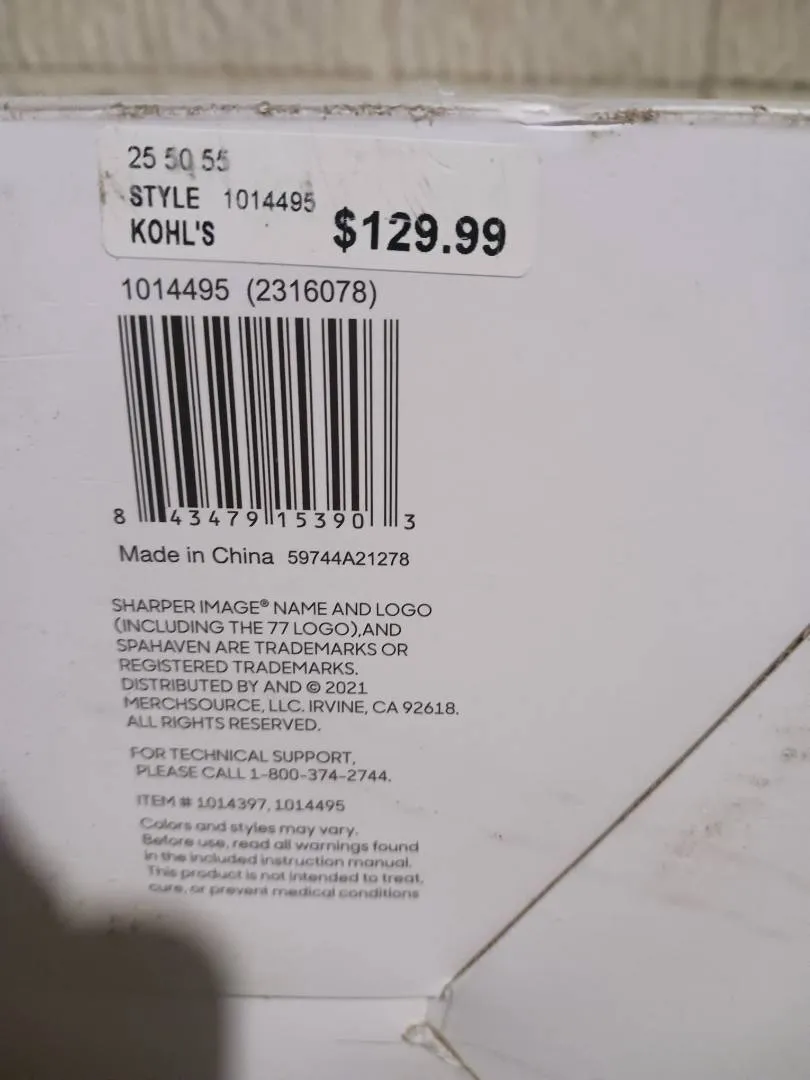 25 50 55
STYLE 1014495
KOHL'S $129.99
1014495 (2316078)
8 43479 15390 3
Made in China 59744A21278
SHARPER IMAGE® NAME AND LOGO
(INCLUDING THE 77 LOGO),AND
SPAHAVEN ARE TRADEMARKS OR
REGISTERED TRADEMARKS.
DISTRIBUTED BY AND © 2021
MERCHSOURCE, LLC. IRVINE, CA 92618.
ALL RIGHTS RESERVED.
FOR TECHNICAL SUPPORT,
PLEASE CALL 1-800-374-2744.
ITEM # 1014397, 1014495
Colors and styles may vary.
Before use, read all warnings found
in the included instruction manual.
This product is not intended to treat,
cure, or prevent medical conditions